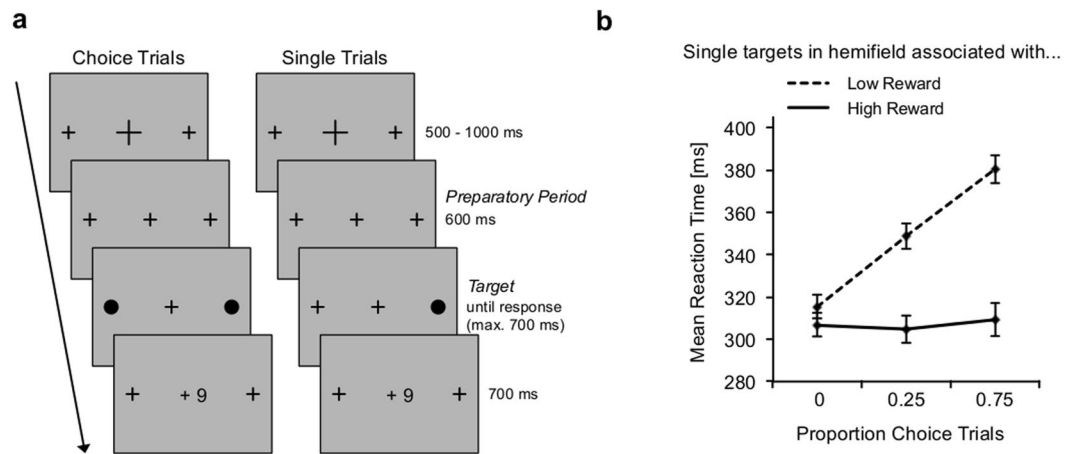 a
Choice Trials
Single Trials
500 - 1000 ms
Preparatory Period
600 ms
Target
until response
(max. 700 ms)
+ 9
+ 9
700 ms
b
Single targets in hemifield associated with...
Low Reward
High Reward
Mean Reaction Time [ms]
400
380
360
340
320
300
280
0
0.25
0.75
Proportion Choice Trials